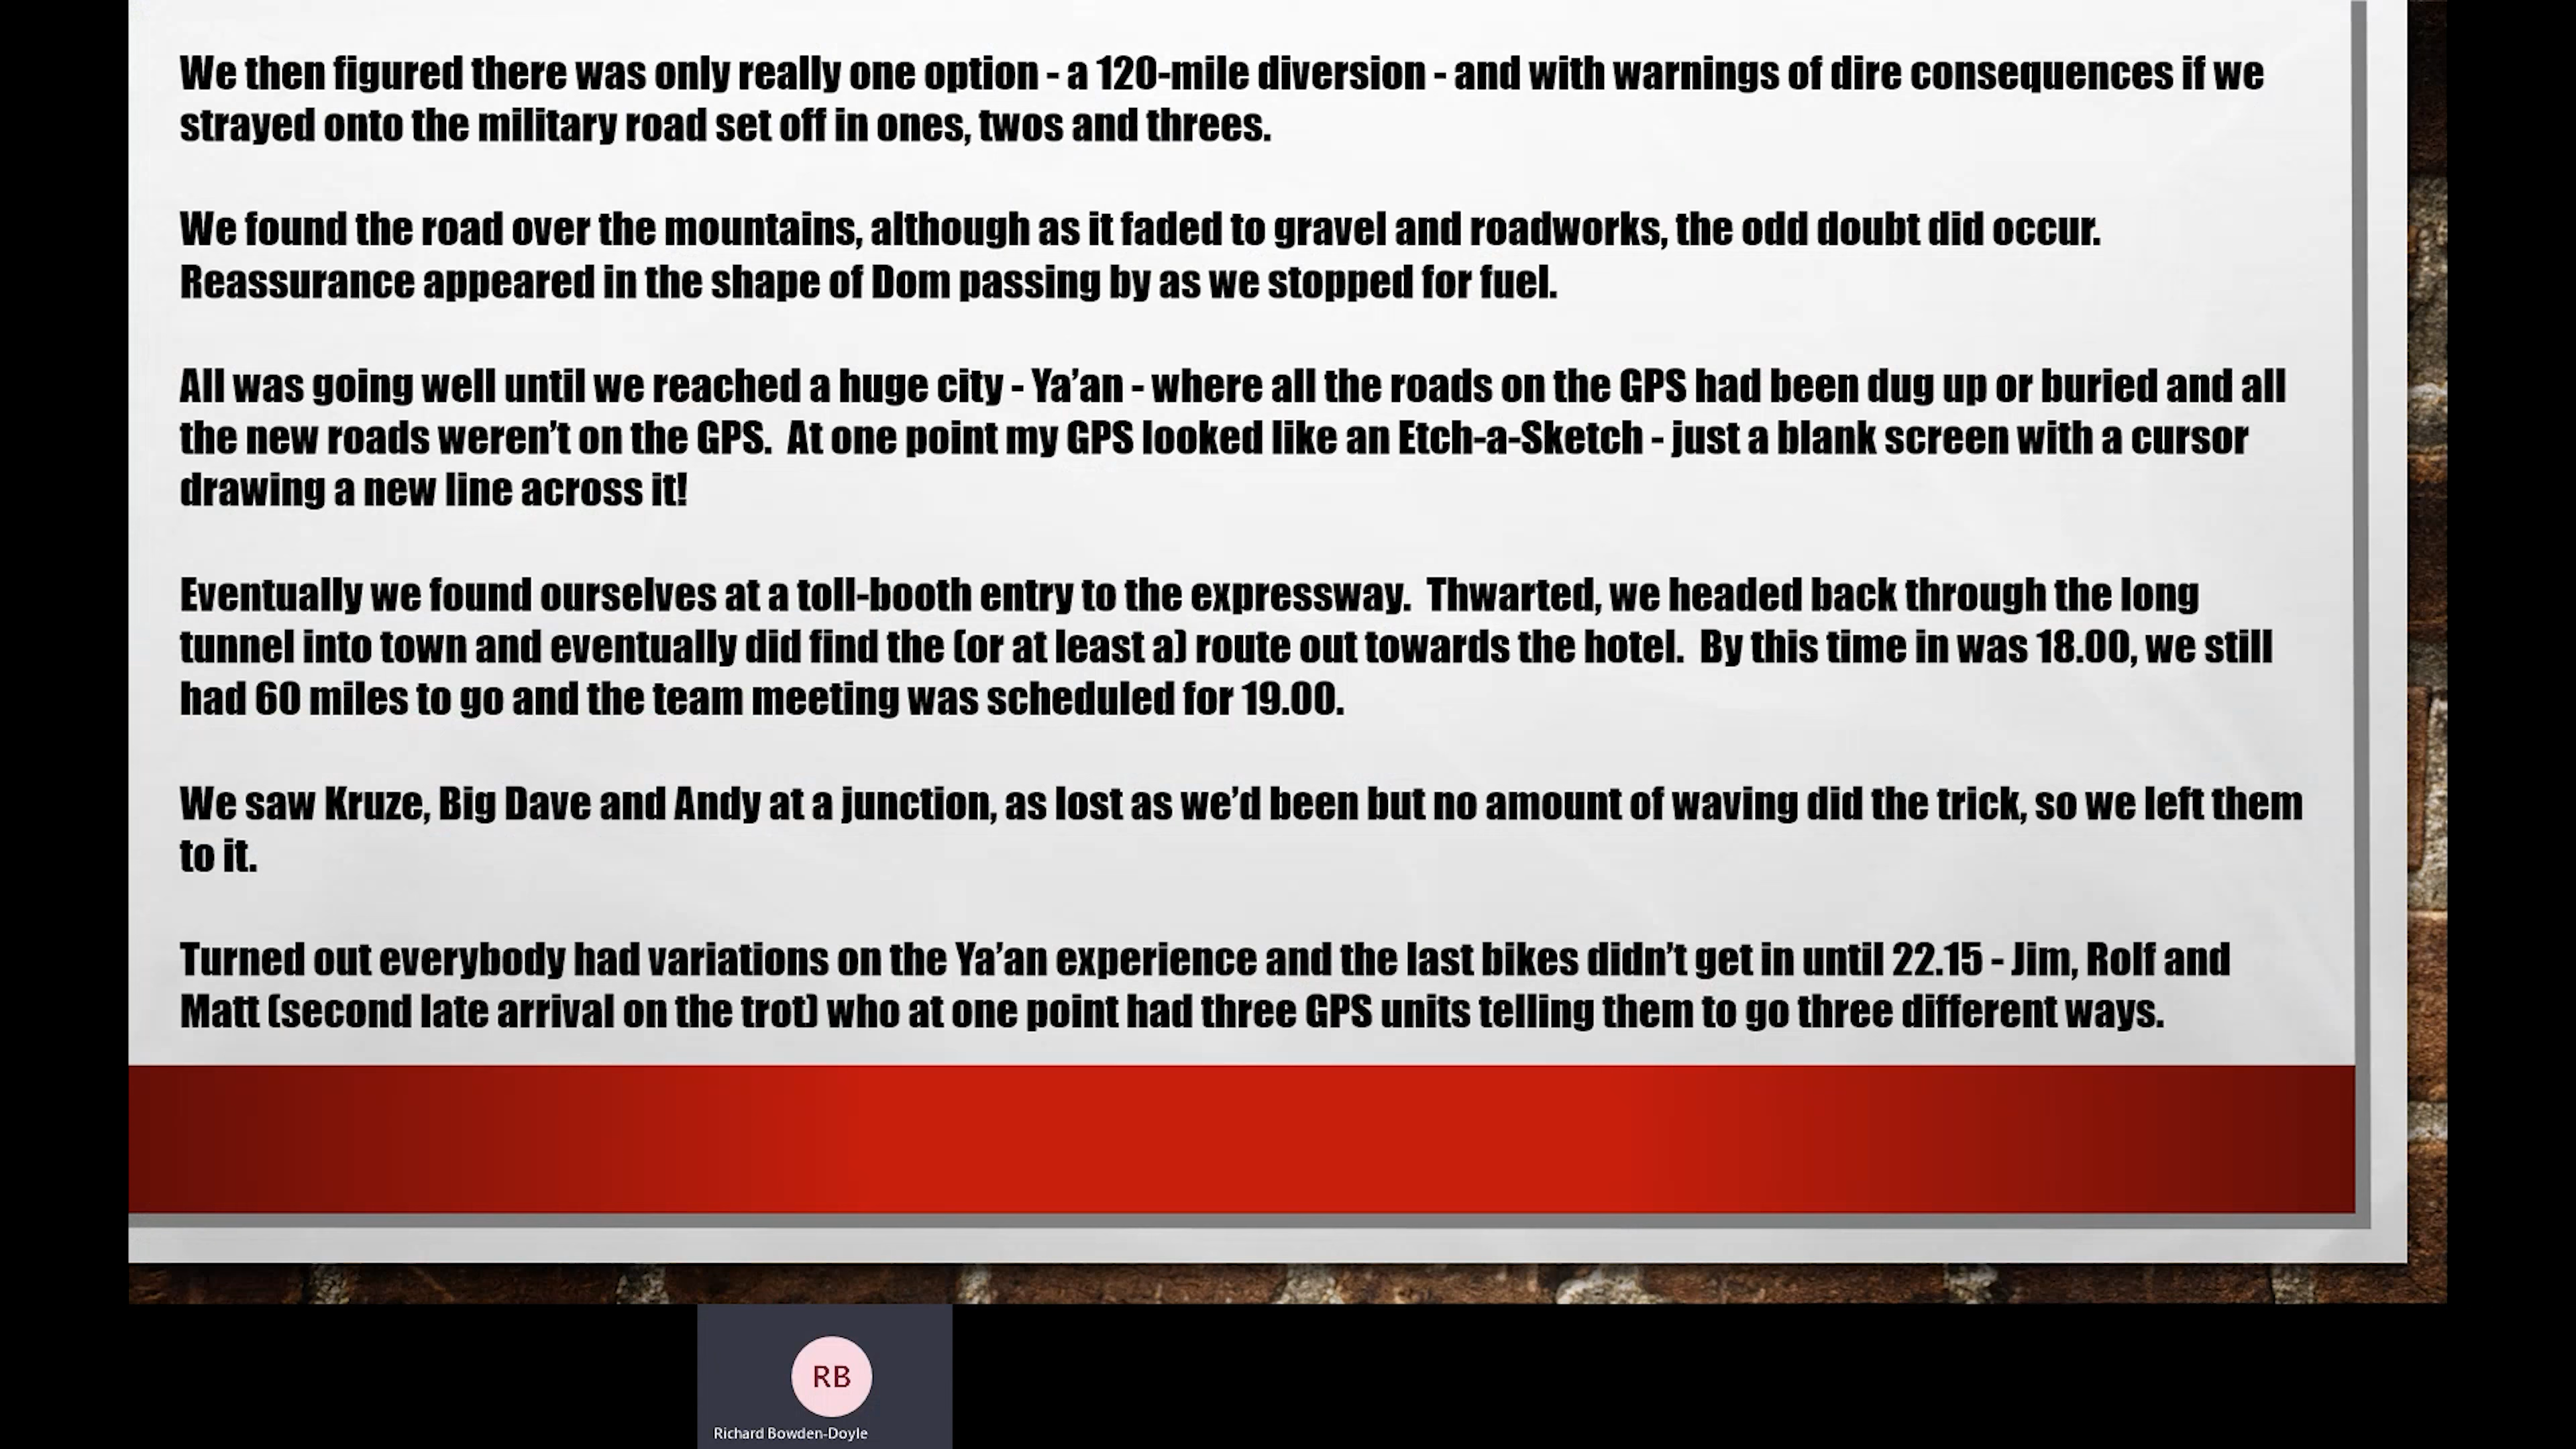 We then figured there was only really one option - a 120-mile diversion - and with warnings of dire consequences if we
strayed onto the military road set off in ones, twos and threes.
We found the road over the mountains, although as it faded to gravel and roadworks, the odd doubt did occur.
Reassurance appeared in the shape of Dom passing by as we stopped for fuel.
All was going well until we reached a huge city - Ya’an - where all the roads on the GPS had been dug up or buried and all
the new roads weren’t on the GPS.  At one point my GPS looked like an Etch-a-Sketch - just a blank screen with a cursor
drawing a new line across it!
Eventually we found ourselves at a toll-booth entry to the expressway.  Thwarted, we headed back through the long
tunnel into town and eventually did find the (or at least a) route out towards the hotel.  By this time in was 18.00, we still
had 60 miles to go and the team meeting was scheduled for 19.00.
We saw Kruze, Big Dave and Andy at a junction, as lost as we’d been but no amount of waving did the trick, so we left them
to it.
Turned out everybody had variations on the Ya’an experience and the last bikes didn’t get in until 22.15 - Jim, Rolf and
Matt (second late arrival on the trot) who at one point had three GPS units telling them to go three different ways.
RB
Richard Bowden-Doyle